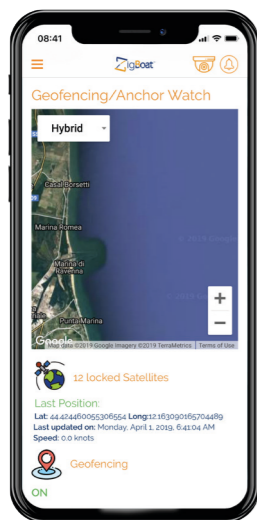 08:41
ZigBoat
Geofencing/Anchor Watch
Hybrid
Casal Borsetti
Marina Romea
Marina di
Ravenna
Punta Marina
+
−
Google
Map data ©2019 Google Imagery ©2019 TerraMetrics
Terms of Use
12 locked Satellites
Last Position:
Lat: 44.424460055306554 Long:12.163090165704489
Last updated on: Monday, April 1, 2019, 6:41:04 AM
Speed: 0.0 knots
Geofencing
ON